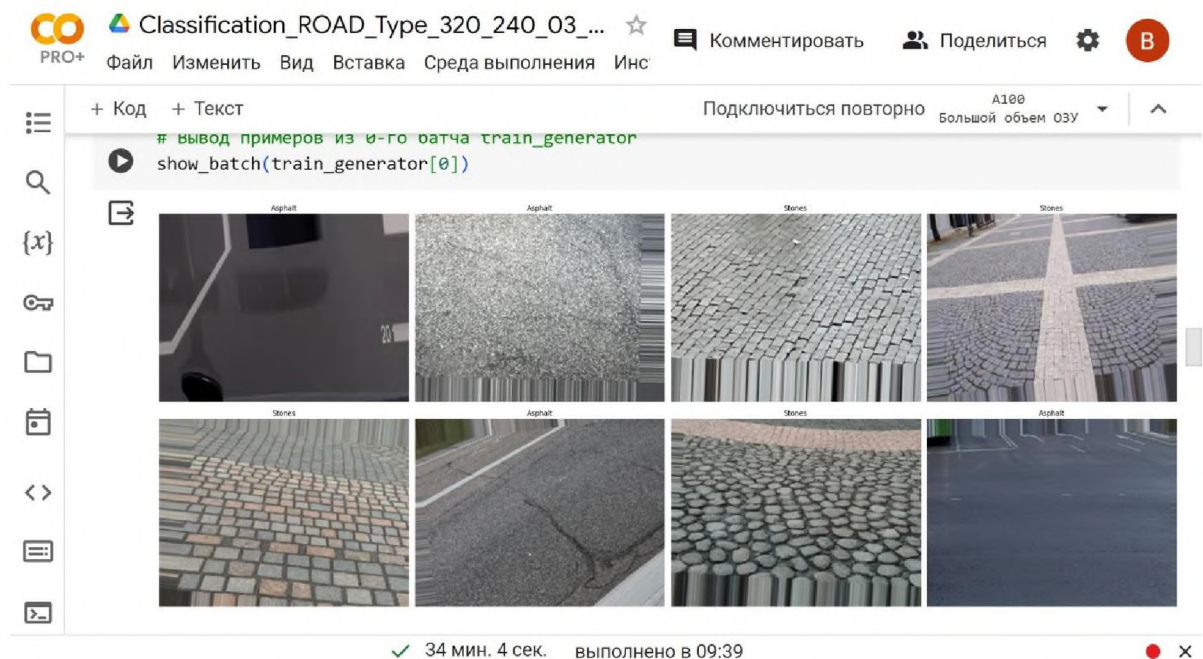 Classification_ROAD_Type_320_240_03_...
Комментировать
Поделиться
B
PRO+
Файл Изменить Вид Вставка Среда выполнения Инс
+ Код + Текст
Подключиться повторно
A100
Большой объем ОЗУ
# Вывод примеров из 0-го батча train_generator
show_batch(train_generator[0])
{x}
Asphalt Asphalt Stones Stones
20
Stones Asphalt Stones Asphalt
34 мин. 4 сек. выполнено в 09:39